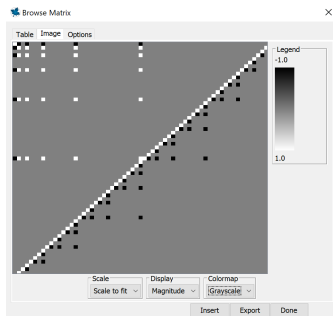 Browse Matrix
Table Image Options
Legend
-1.0
1.0
Scale Display Colormap
Scale to fit Magnitude Grayscale
Insert Export Done